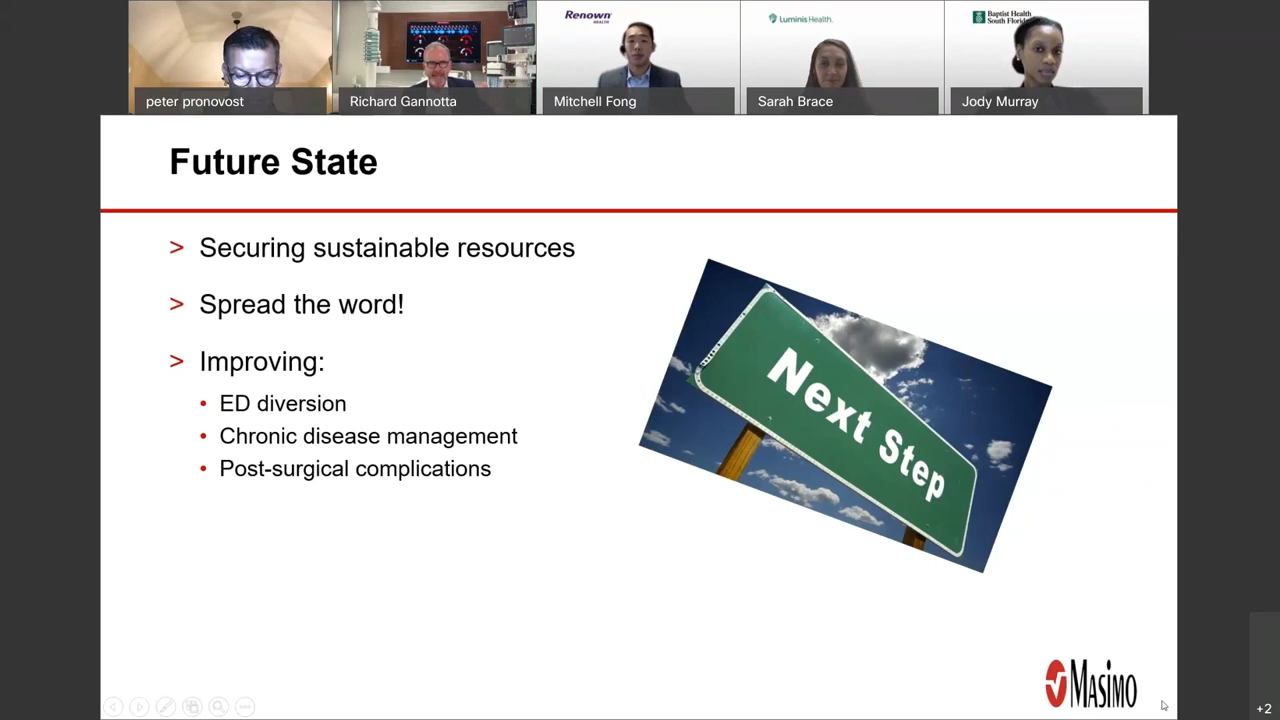 Renown
HEALTH
Luminis Health.
Baptist Health
South Florida
peter pronovost
Richard Gannotta
Mitchell Fong
Sarah Brace
Jody Murray
Future State
> Securing sustainable resources
> Spread the word!
> Improving:
• ED diversion
• Chronic disease management
• Post-surgical complications
Next Step
Masimo
+2